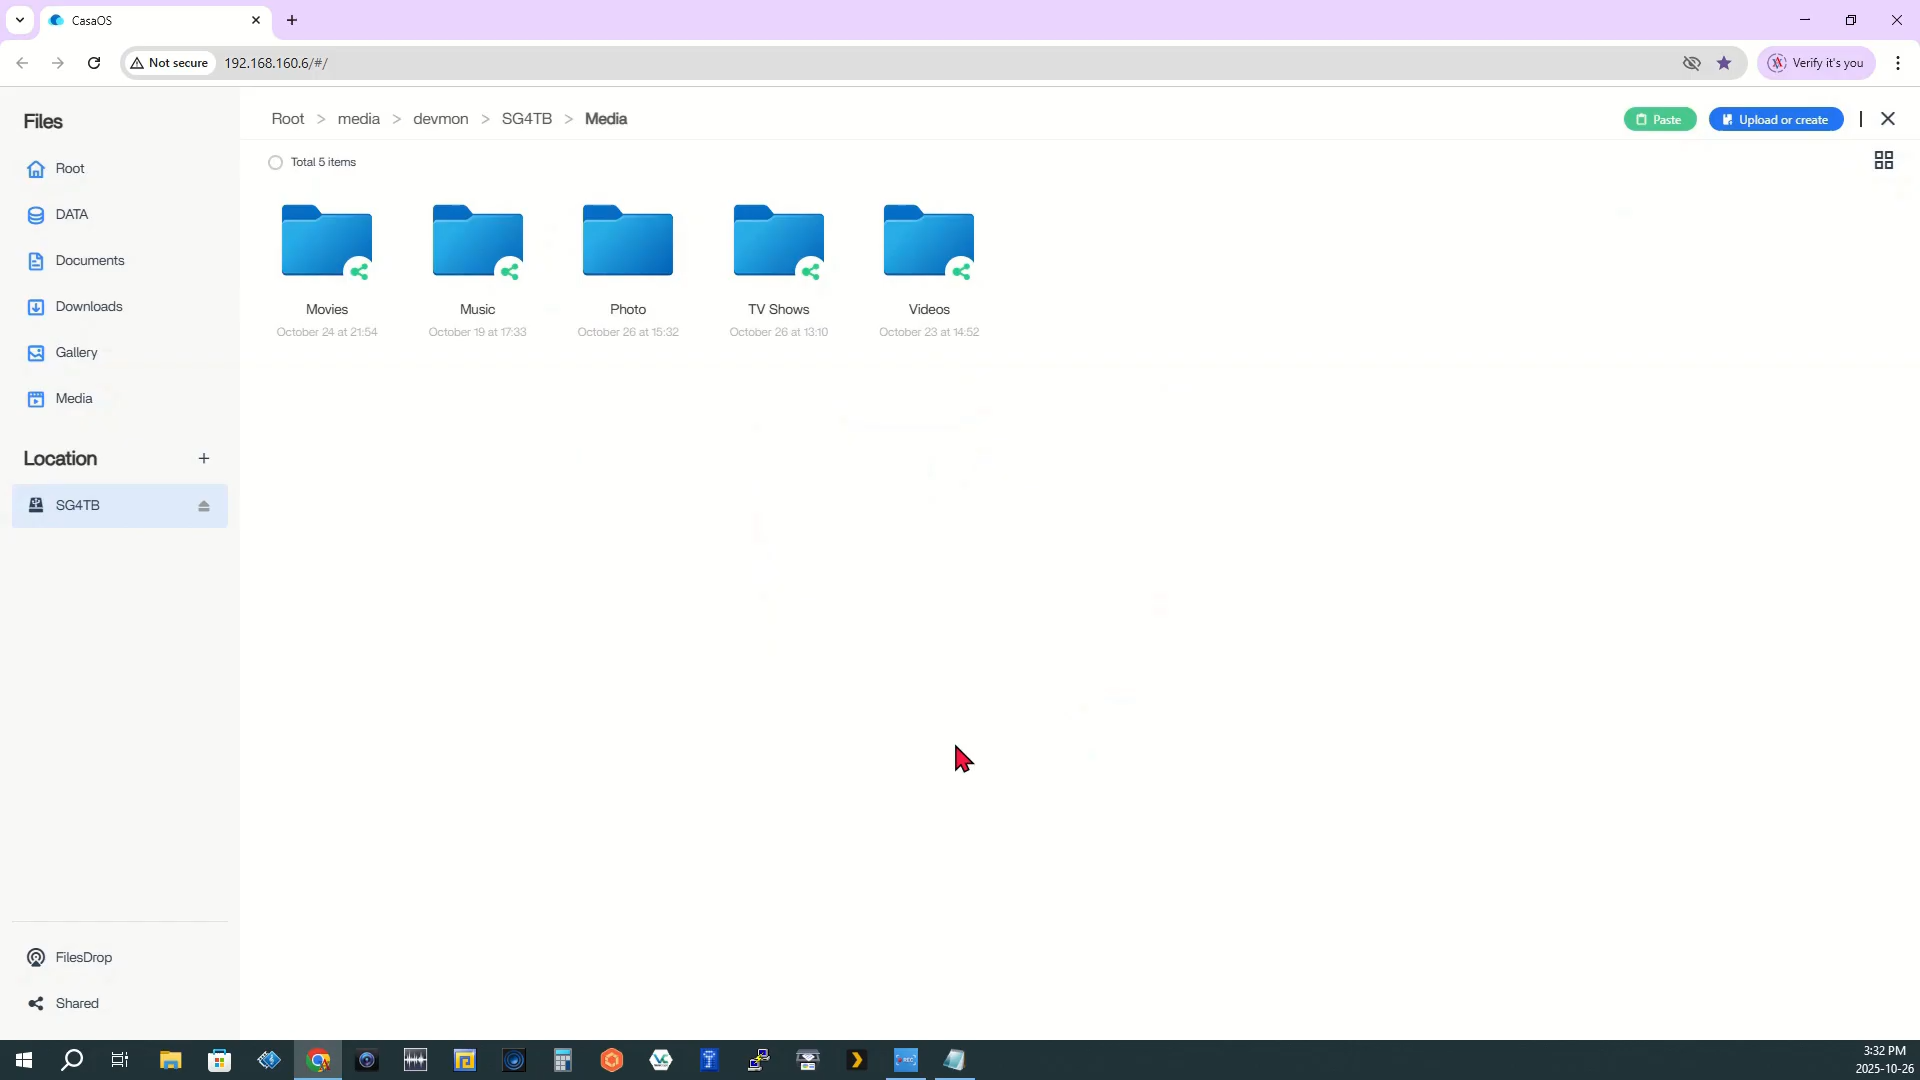 CasaOS
Not secure
192.168.160.6/#/
Verify it's you
Files
Root > media > devmon > SG4TB > Media
Paste
Upload or create
Total 5 items
Root
DATA
Documents
Downloads
Gallery
Media
Location
SG4TB
Movies
October 24 at 21:54
Music
October 19 at 17:33
Photo
October 26 at 15:32
TV Shows
October 26 at 13:10
Videos
October 23 at 14:52
FilesDrop
Shared
3:32 PM
2025-10-26